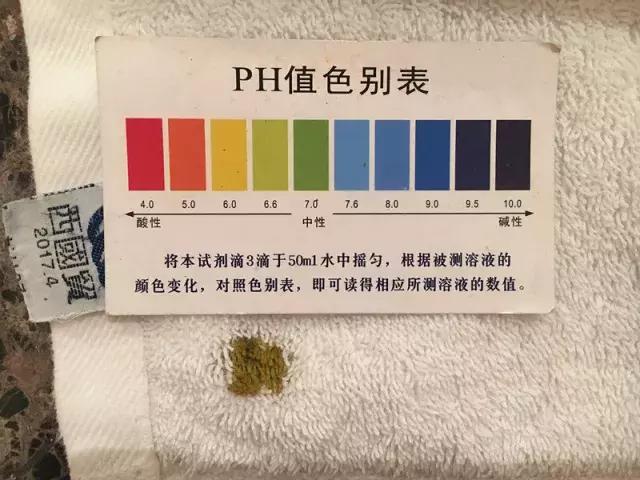 PH值色别表
4.0 5.0 6.0 6.6 7.0 7.6 8.0 9.0 9.5 10.0
酸性 中性 碱性
将本试剂滴3滴于50ml水中摇匀，根据被测溶液的
颜色变化，对照色别表，即可读得相应所测溶液的数值。
西國賓
2017.4.